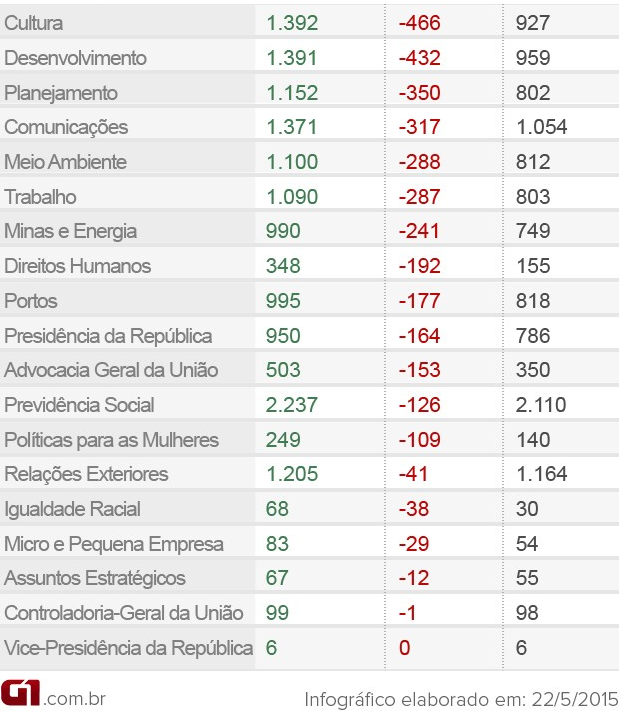 Cultura 1.392 -466 927
Desenvolvimento 1.391 -432 959
Planejamento 1.152 -350 802
Comunicações 1.371 -317 1.054
Meio Ambiente 1.100 -288 812
Trabalho 1.090 -287 803
Minas e Energia 990 -241 749
Direitos Humanos 348 -192 155
Portos 995 -177 818
Presidência da República 950 -164 786
Advocacia Geral da União 503 -153 350
Previdência Social 2.237 -126 2.110
Políticas para as Mulheres 249 -109 140
Relações Exteriores 1.205 -41 1.164
Igualdade Racial 68 -38 30
Micro e Pequena Empresa 83 -29 54
Assuntos Estratégicos 67 -12 55
Controladoria-Geral da União 99 -1 98
Vice-Presidência da República 6 0 6
G1.com.br Infográfico elaborado em: 22/5/2015